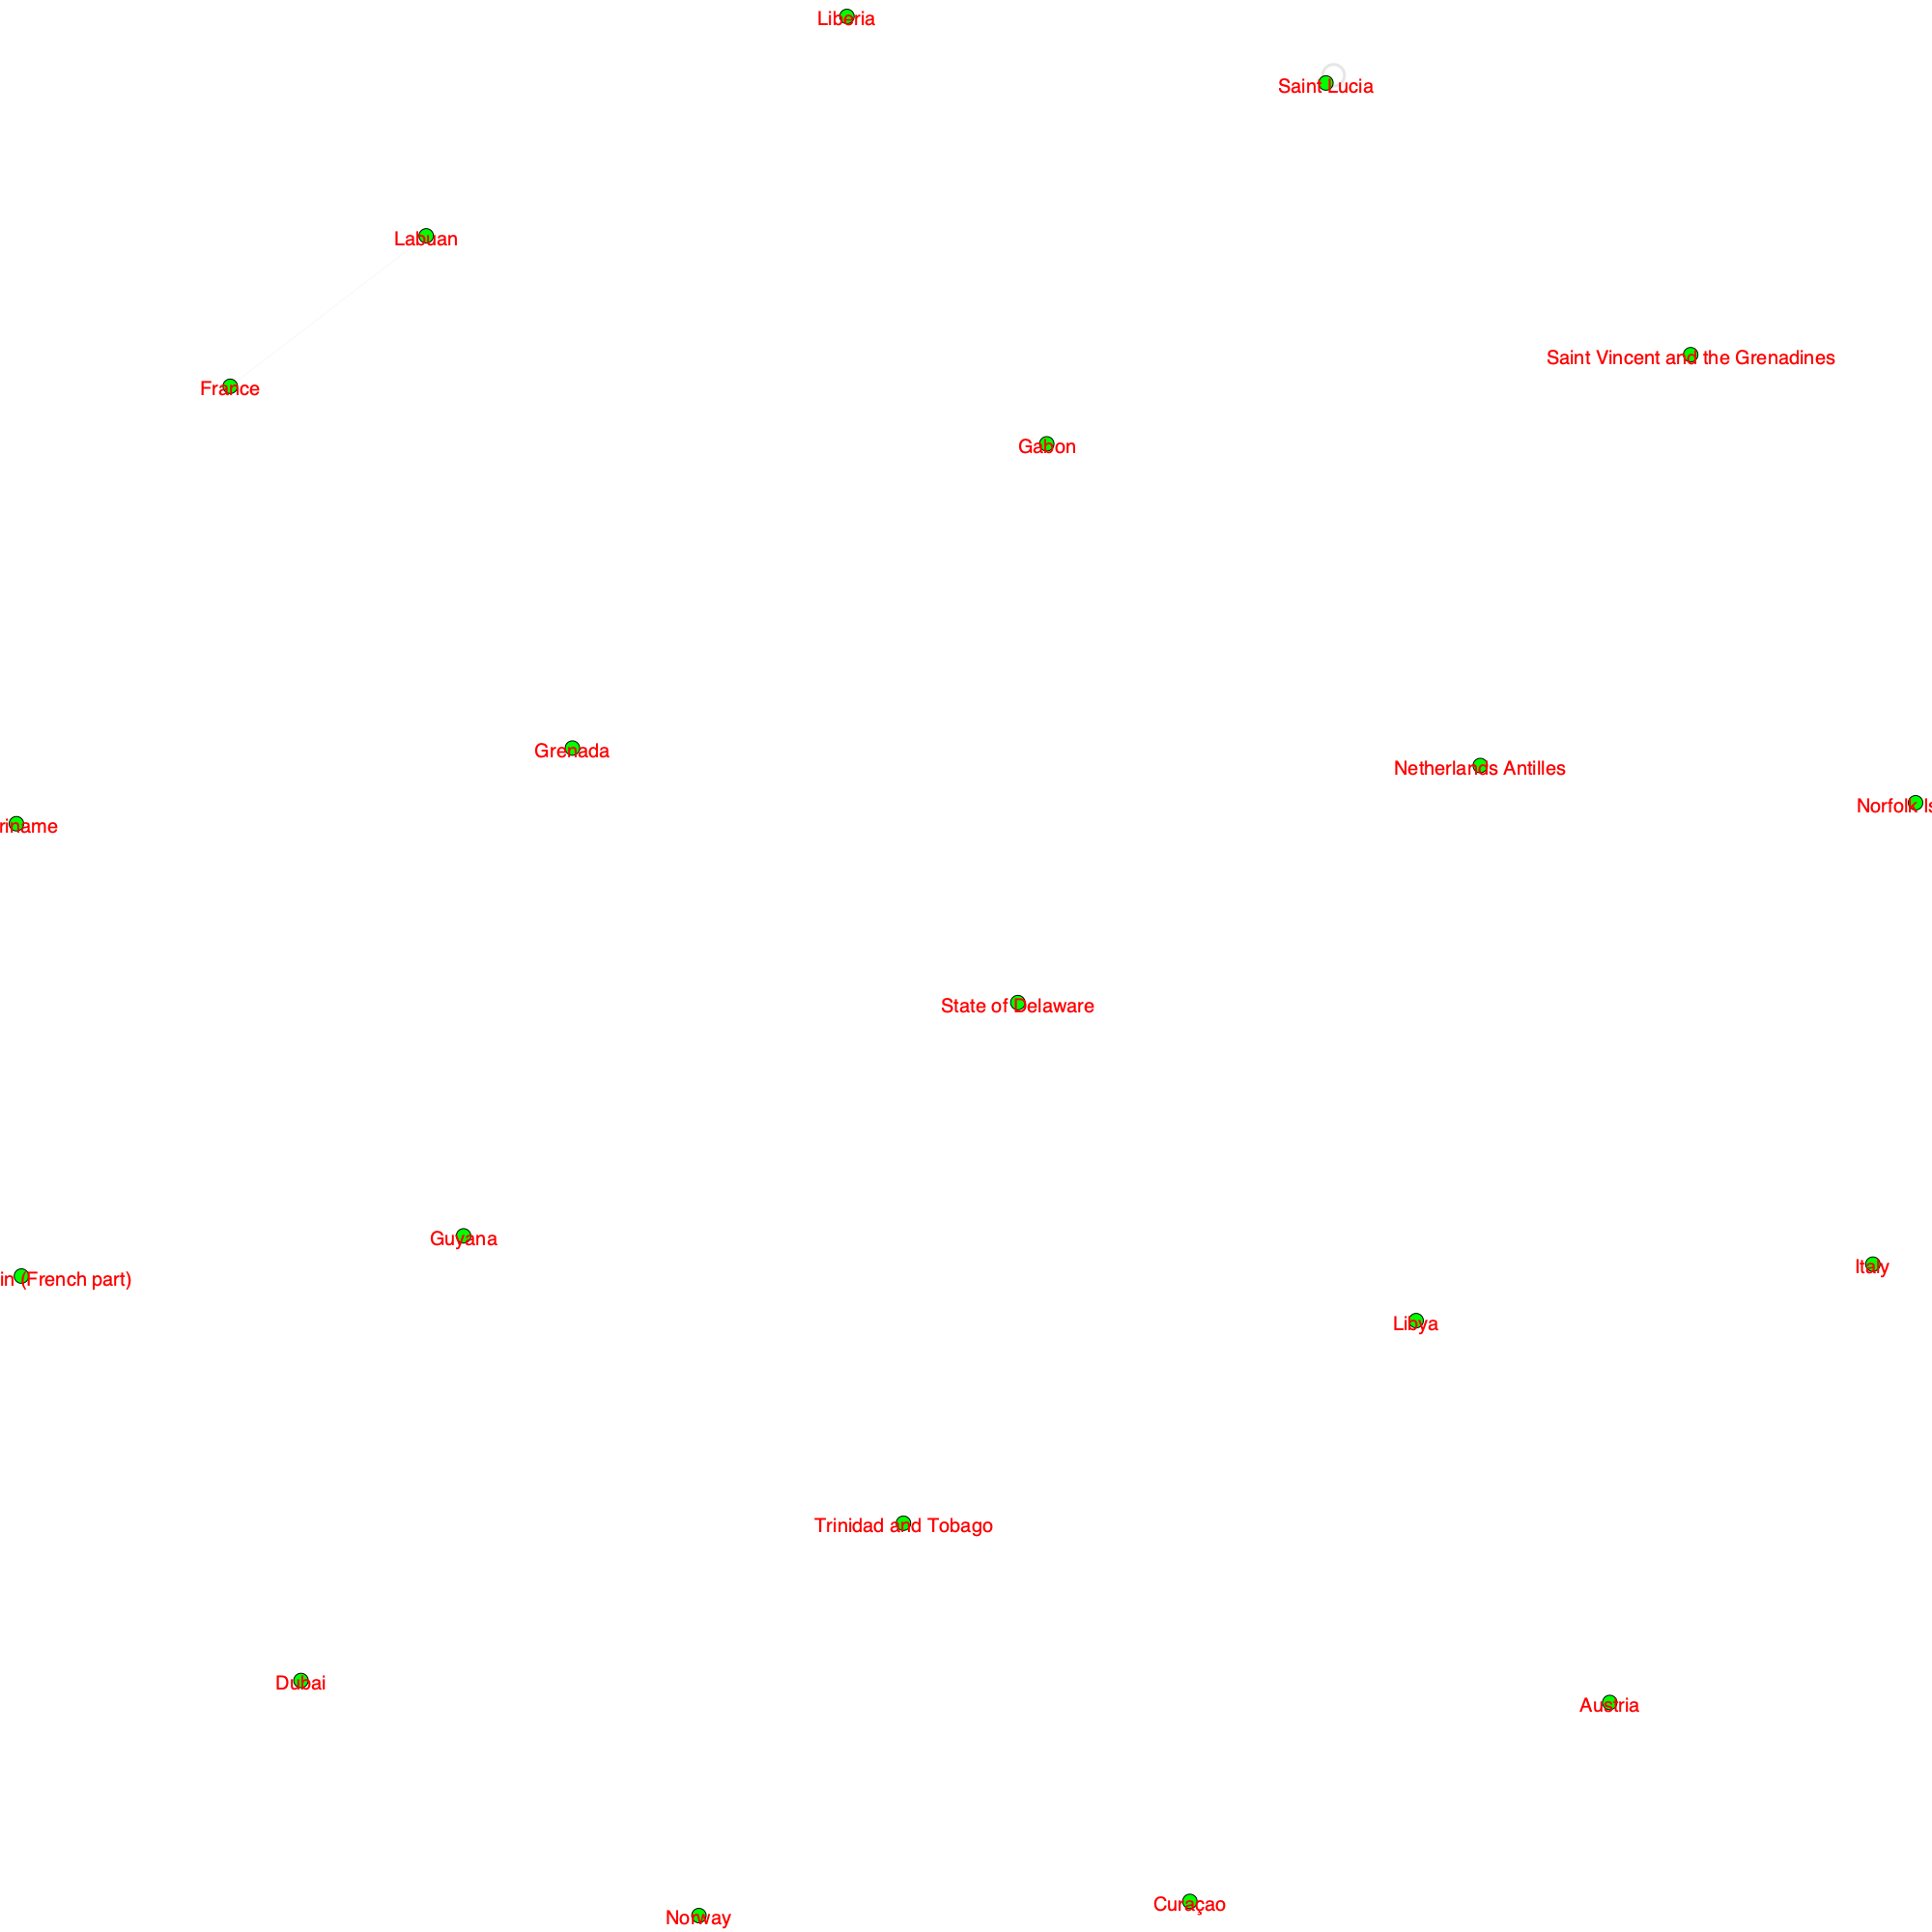 Liberia
Saint Lucia
Labuan
Saint Vincent and the Grenadines
France
Gabon
Grenada
Netherlands Antilles
Norfolk Is
riname
State of Delaware
Guyana
in (French part)
Italy
Libya
Trinidad and Tobago
Dubai
Austria
Curaçao
Norway